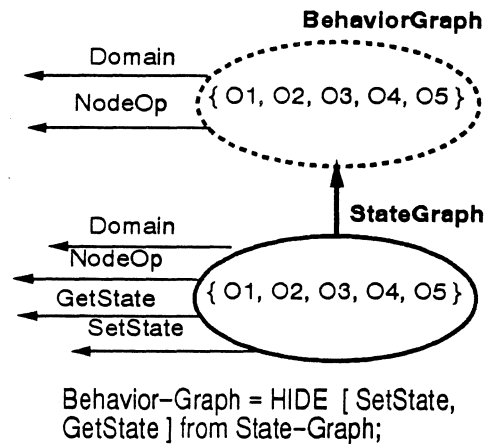 BehaviorGraph
Domain
{ O1, O2, O3, O4, O5 }
NodeOp
StateGraph
Domain
NodeOp
{ O1, O2, O3, O4, O5 }
GetState
SetState
Behavior-Graph = HIDE [ SetState,
GetState ] from State-Graph;